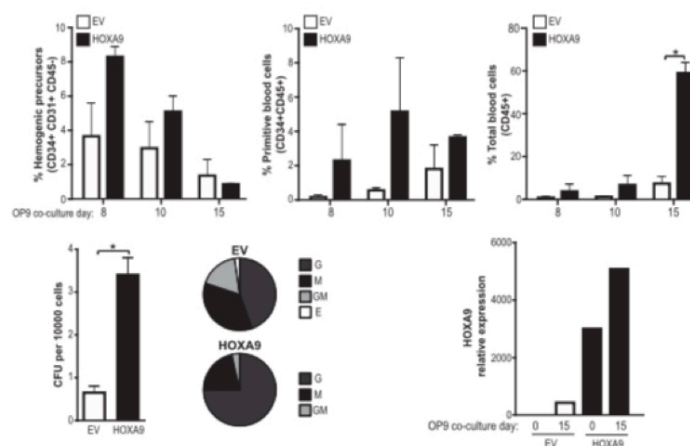 EV
HOXA9
% Hemogenic precursors
(CD34+ CD31+ CD45-)
10
8
6
4
2
0
OP9 co-culture day:
8
10
15
EV
HOXA9
% Primitive blood cells
(CD34+CD45+)
10
8
6
4
2
0
8
10
15
EV
HOXA9
% Total blood cells
(CD45+)
80
60
40
20
0
*
8
10
15
CFU per 10000 cells
4
3
2
1
0
*
EV
HOXA9
EV
G
M
GM
E
HOXA9
G
M
GM
HOXA9
relative expression
6000
4000
2000
0
OP9 co-culture day:
0
15
0
15
EV
HOXA9